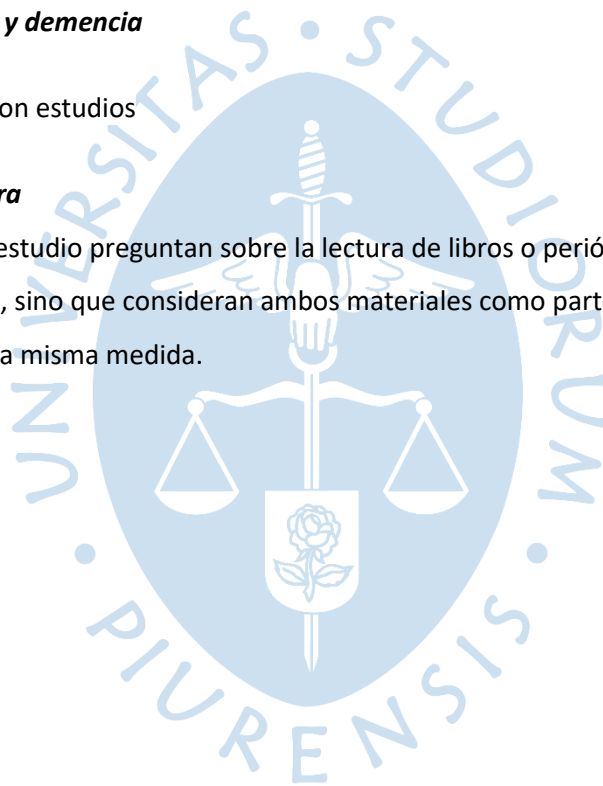 y demencia
on estudios
ra
estudio preguntan sobre la lectura de libros o perió
, sino que consideran ambos materiales como part
a misma medida.
UNIVERSITAS • STUDIORUM • PIURENSIS •